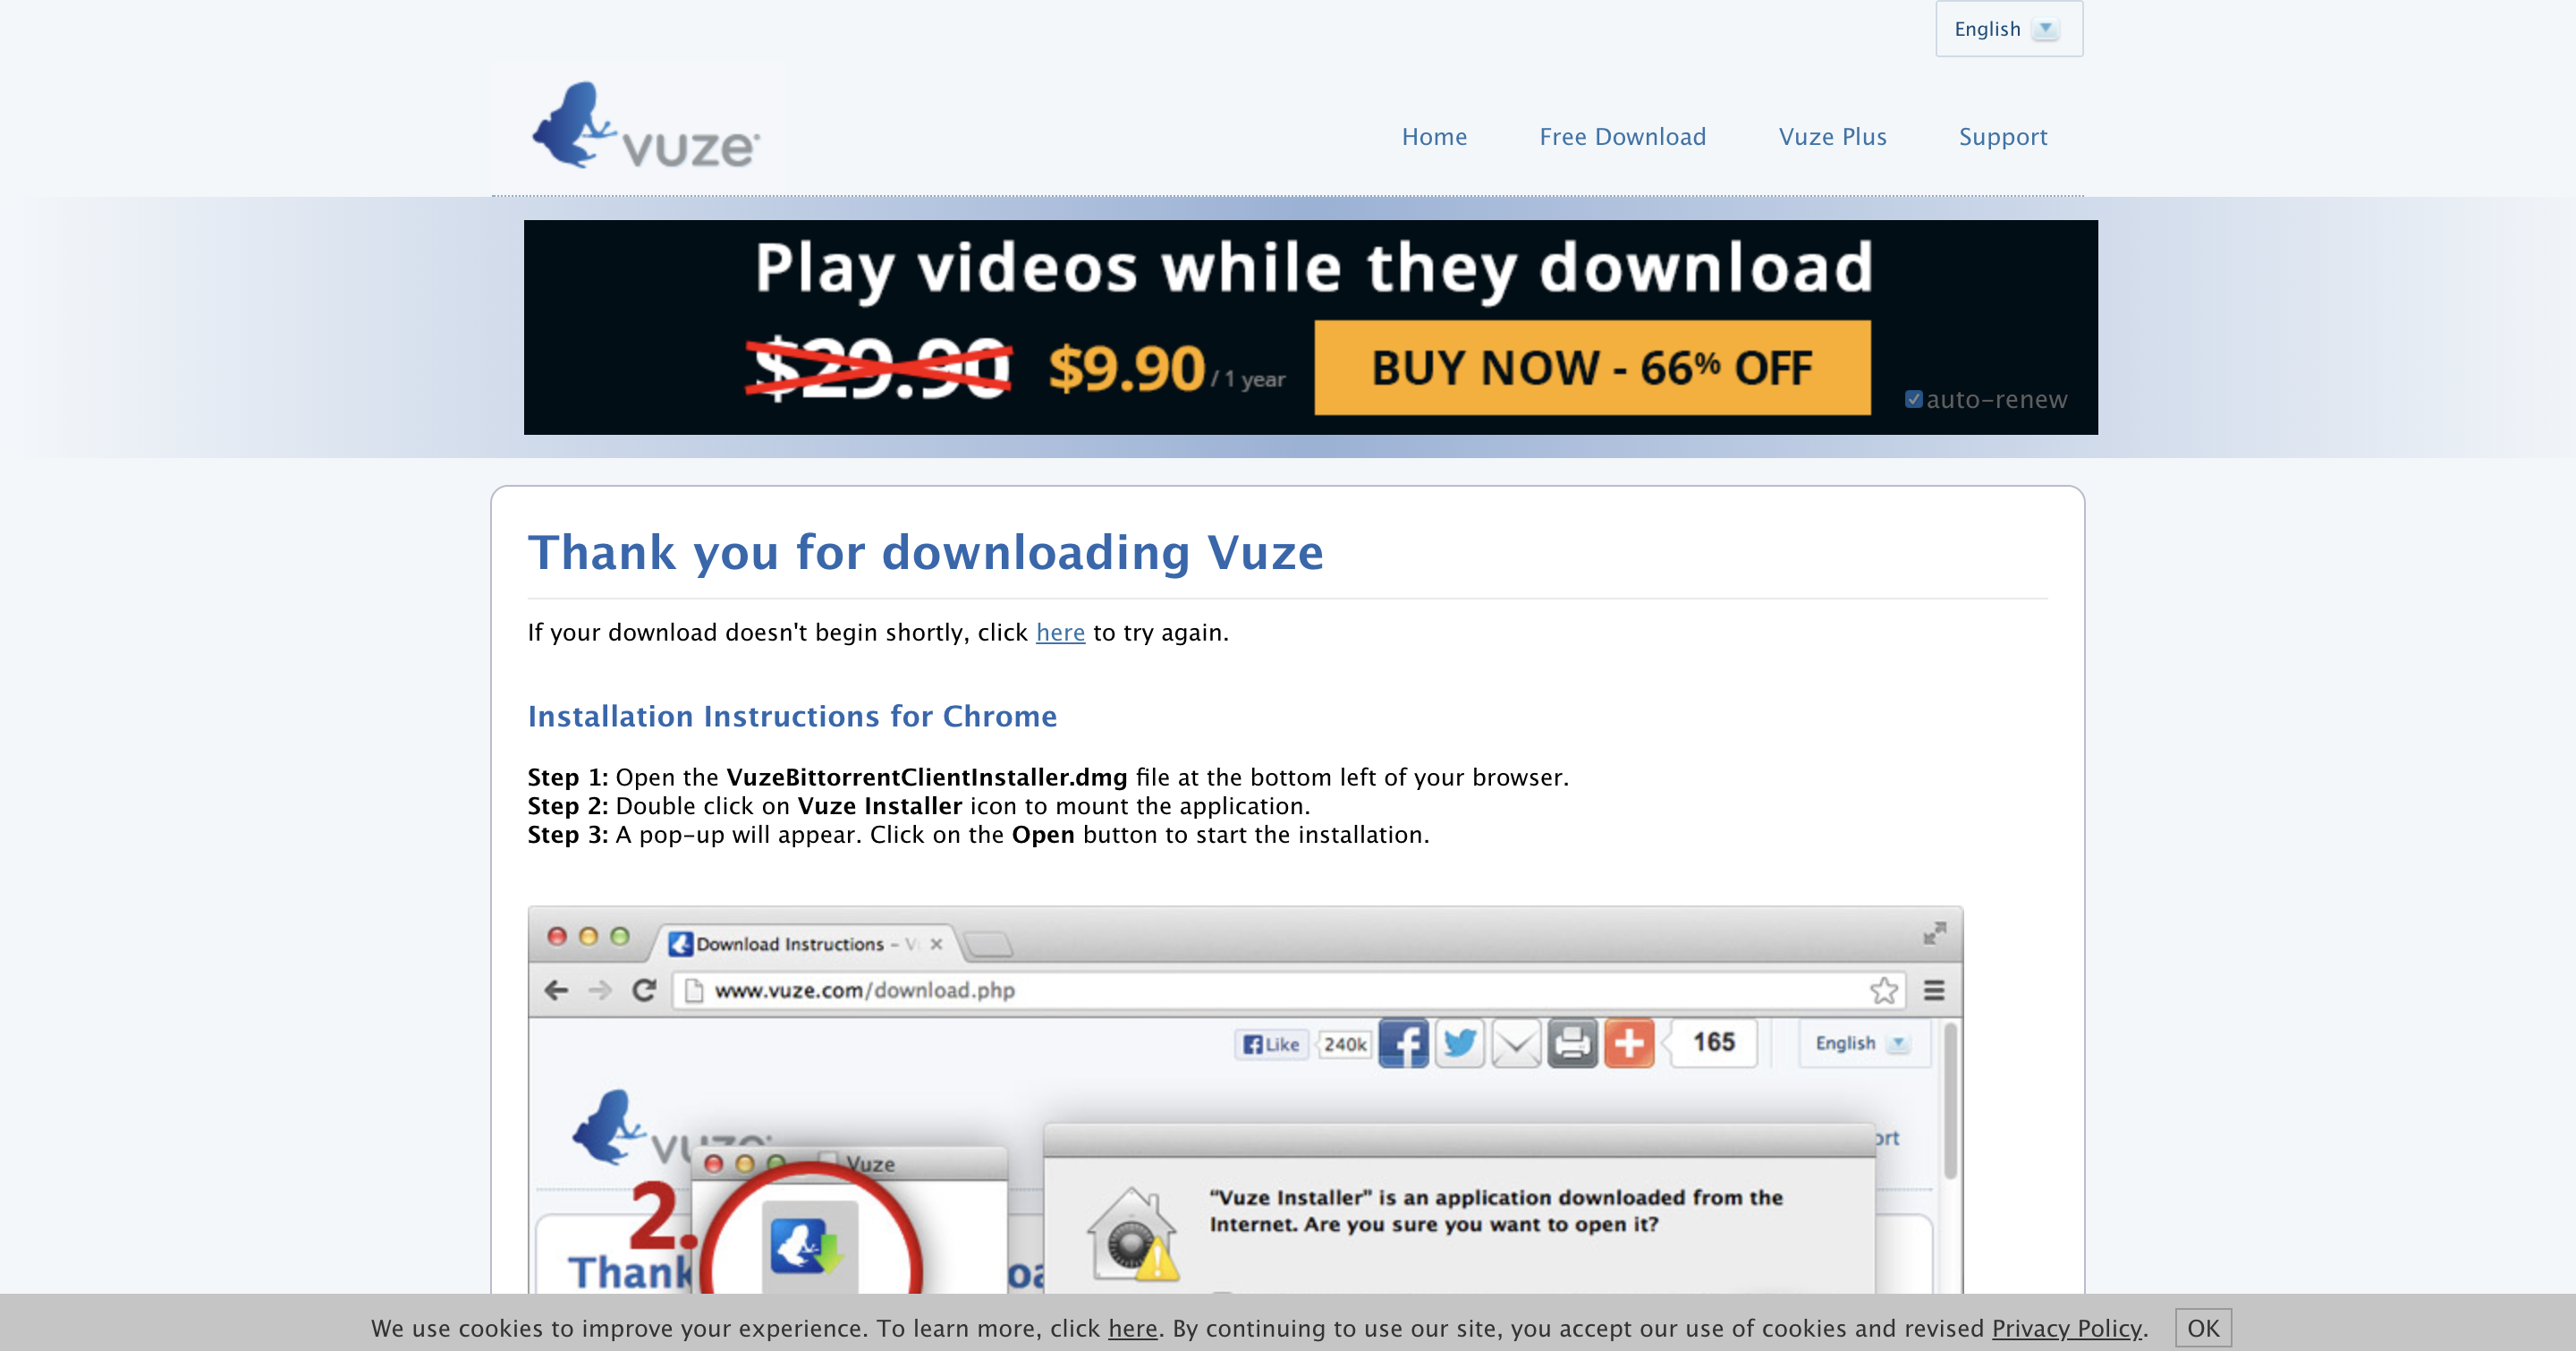 English
vuze
Home Free Download Vuze Plus Support
Play videos while they download
$29.90 $9.90 / 1 year BUY NOW - 66% OFF
auto-renew
Thank you for downloading Vuze
If your download doesn't begin shortly, click here to try again.
Installation Instructions for Chrome
Step 1: Open the VuzeBittorrentClientInstaller.dmg file at the bottom left of your browser.
Step 2: Double click on Vuze Installer icon to mount the application.
Step 3: A pop-up will appear. Click on the Open button to start the installation.
Download Instructions - V
www.vuze.com/download.php
Like 240k 165 English
vuze
ort
Vuze
2.
"Vuze Installer" is an application downloaded from the
Internet. Are you sure you want to open it?
Thank oa
We use cookies to improve your experience. To learn more, click here. By continuing to use our site, you accept our use of cookies and revised Privacy Policy. OK